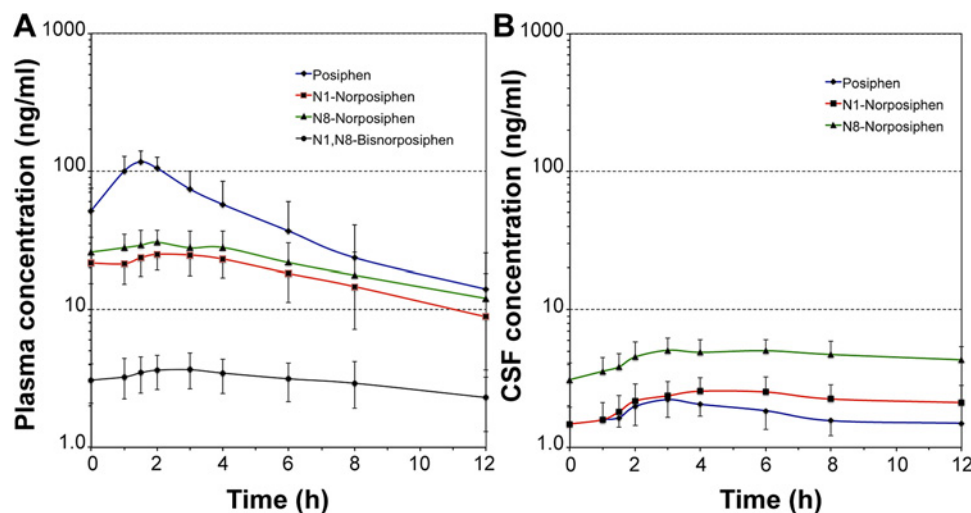 A
Plasma concentration (ng/ml)
1000
100
10
1.0
Posiphen
N1-Norposiphen
N8-Norposiphen
N1,N8-Bisnorposiphen
0 2 4 6 8 10 12
Time (h)
B
CSF concentration (ng/ml)
1000
100
10
1.0
Posiphen
N1-Norposiphen
N8-Norposiphen
0 2 4 6 8 10 12
Time (h)